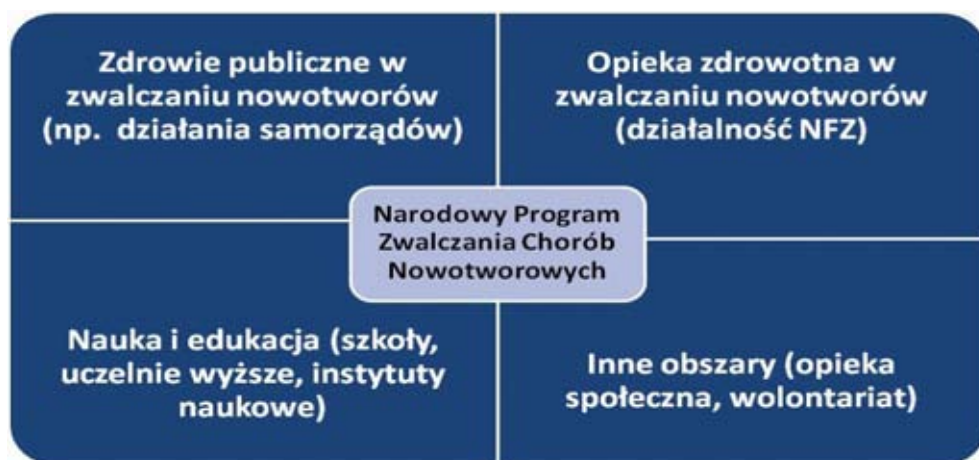 Zdrowie publiczne w
zwalczaniu nowotworów
(np. działania samorządów)
Opieka zdrowotna w
zwalczaniu nowotworów
(działalność NFZ)
Narodowy Program
Zwalczania Chorób
Nowotworowych
Nauka i edukacja (szkoły,
uczelnie wyższe, instytuty
naukowe)
Inne obszary (opieka
społeczna, wolontariat)